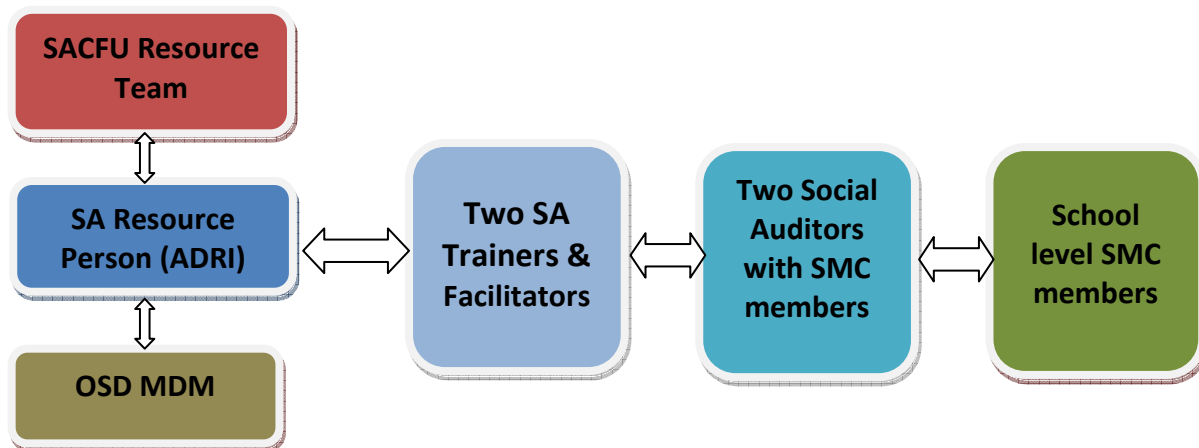 SACFU Resource
Team
SA Resource
Person (ADRI)
OSD MDM
Two SA
Trainers &
Facilitators
Two Social
Auditors
with SMC
members
School
level SMC
members